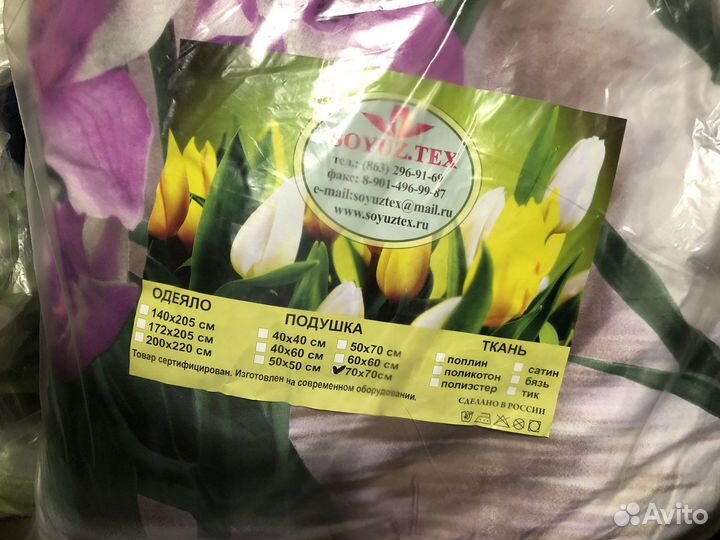 SOYUZ.TEX
тел.: (863) 296-91-69
факс: 8-901-496-99-87
e-mail:soyuztex@mail.ru
www.soyuztex.ru
ОДЕЯЛО
140х205 см
172х205 см
200х220 см
ПОДУШКА
40х40 см
40х60 см
50х50 см
50х70 см
60х60 см
70х70см
ТКАНЬ
поплин
поликотон
полиэстер
сатин
бязь
тик
Товар сертифицирован. Изготовлен на современном оборудовании.
СДЕЛАНО В РОССИИ
Avito